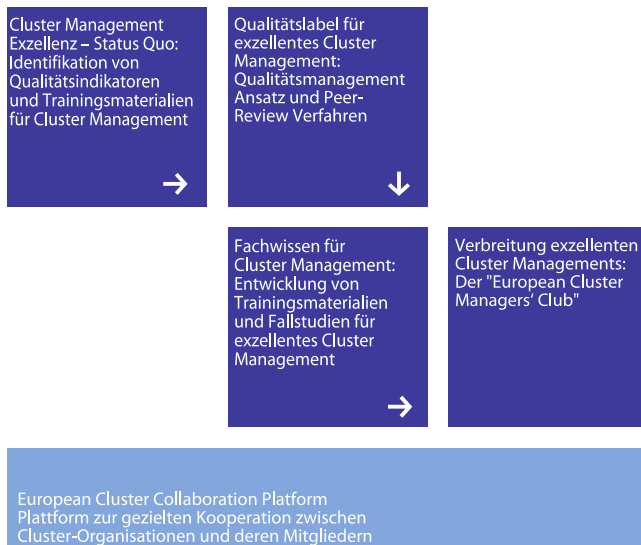 Cluster Management
Exzellenz – Status Quo:
Identifikation von
Qualitätsindikatoren
und Trainingsmaterialien
für Cluster Management
Qualitätslabel für
exzellentes Cluster
Management:
Qualitätsmanagement
Ansatz und Peer-
Review Verfahren
Fachwissen für
Cluster Management:
Entwicklung von
Trainingsmaterialien
und Fallstudien für
exzellentes Cluster
Management
Verbreitung exzellenten
Cluster Managements:
Der "European Cluster
Managers’ Club"
European Cluster Collaboration Platform
Plattform zur gezielten Kooperation zwischen
Cluster-Organisationen und deren Mitgliedern